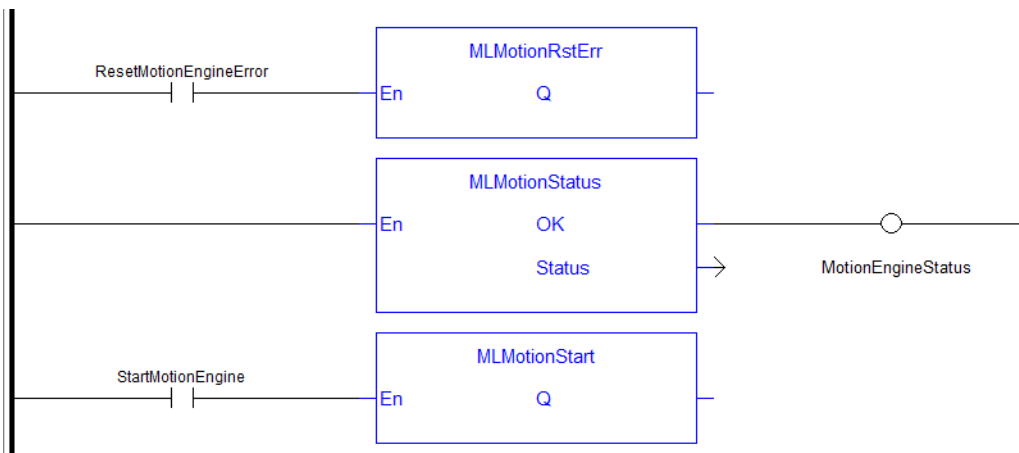 MLMotionRstErr
ResetMotionEngineError
En Q
MLMotionStatus
En OK
Status
MotionEngineStatus
MLMotionStart
StartMotionEngine
En Q